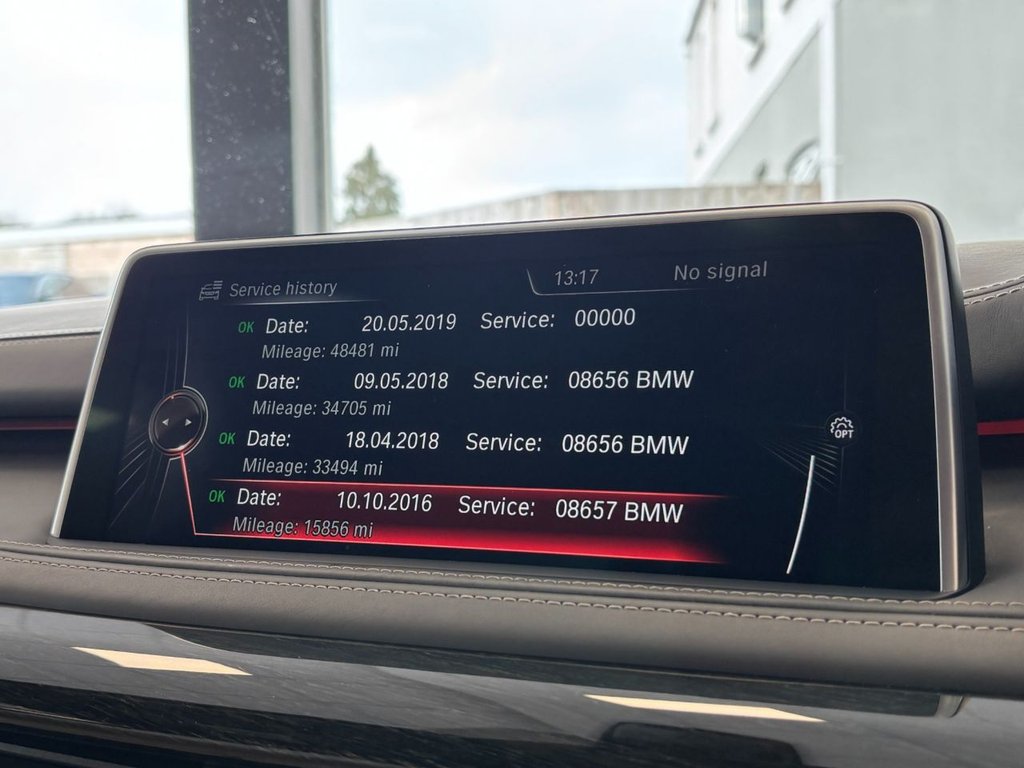 Service history 13:17 No signal
OK Date: 20.05.2019 Service: 00000
Mileage: 48481 mi
OK Date: 09.05.2018 Service: 08656 BMW
Mileage: 34705 mi
OK Date: 18.04.2018 Service: 08656 BMW
Mileage: 33494 mi
OPT
OK Date: 10.10.2016 Service: 08657 BMW
Mileage: 15856 mi